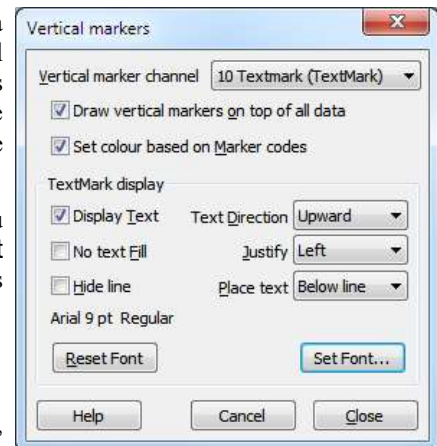 Vertical markers
Vertical marker channel 10 Textmark (TextMark)
Draw vertical markers on top of all data
Set colour based on Marker codes
TextMark display
Display Text Text Direction Upward
No text Fill Justify Left
Hide line Place text Below line
Arial 9 pt Regular
Reset Font Set Font...
Help Cancel Close